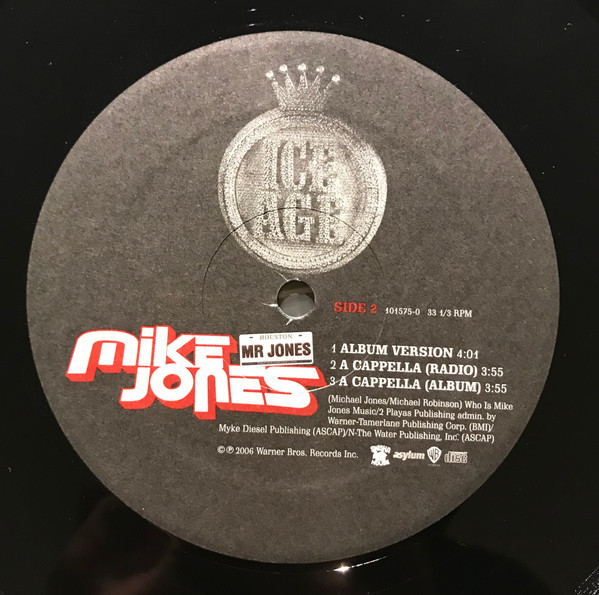 ICE
AGE
SIDE 2 101575-0 33 1/3 RPM
mike
jones
HOUSTON
MR JONES
1 ALBUM VERSION 4:01
2 A CAPPELLA (RADIO) 3:55
3 A CAPPELLA (ALBUM) 3:55
(Michael Jones/Michael Robinson) Who Is Mike
Jones Music/2 Playas Publishing admin. by
Warner-Tamerlane Publishing Corp. (BMI)/
Myke Diesel Publishing (ASCAP)/N-The Water Publishing, Inc. (ASCAP)
©℗ 2006 Warner Bros. Records Inc.
asylum WB disc